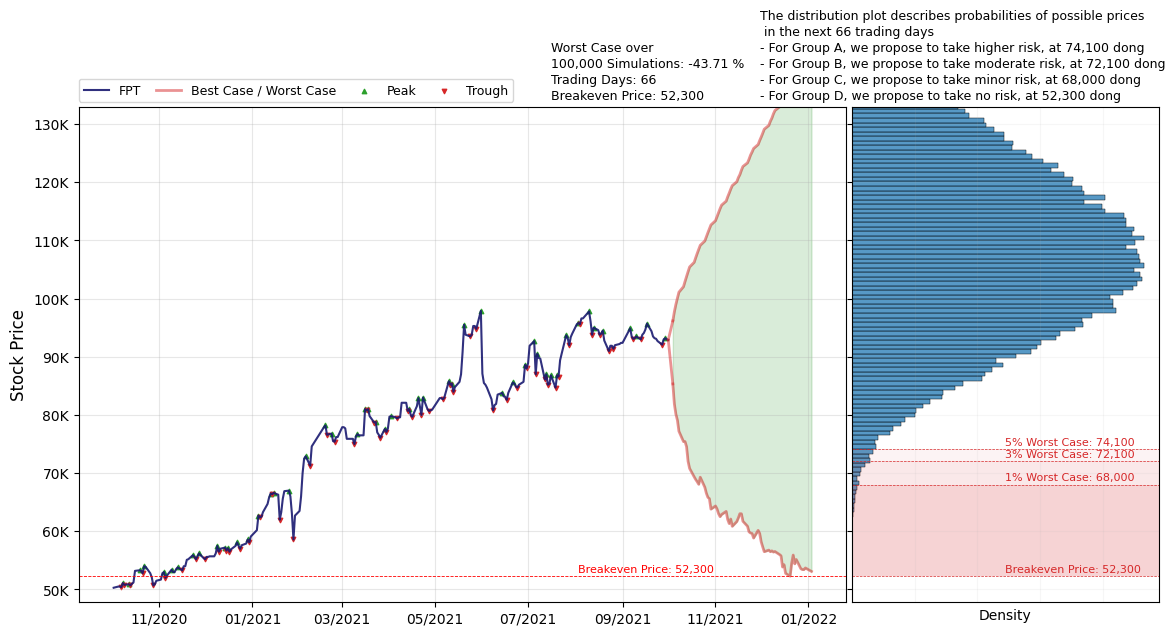 The distribution plot describes probabilities of possible prices
in the next 66 trading days
- For Group A, we propose to take higher risk, at 74,100 dong
- For Group B, we propose to take moderate risk, at 72,100 dong
- For Group C, we propose to take minor risk, at 68,000 dong
- For Group D, we propose to take no risk, at 52,300 dong
Worst Case over
100,000 Simulations: -43.71 %
Trading Days: 66
Breakeven Price: 52,300
FPT
Best Case / Worst Case
Peak
Trough
Stock Price
130K
120K
110K
100K
90K
80K
70K
60K
50K
Breakeven Price: 52,300
11/2020
01/2021
03/2021
05/2021
07/2021
09/2021
11/2021
01/2022
5% Worst Case: 74,100
3% Worst Case: 72,100
1% Worst Case: 68,000
Breakeven Price: 52,300
Density